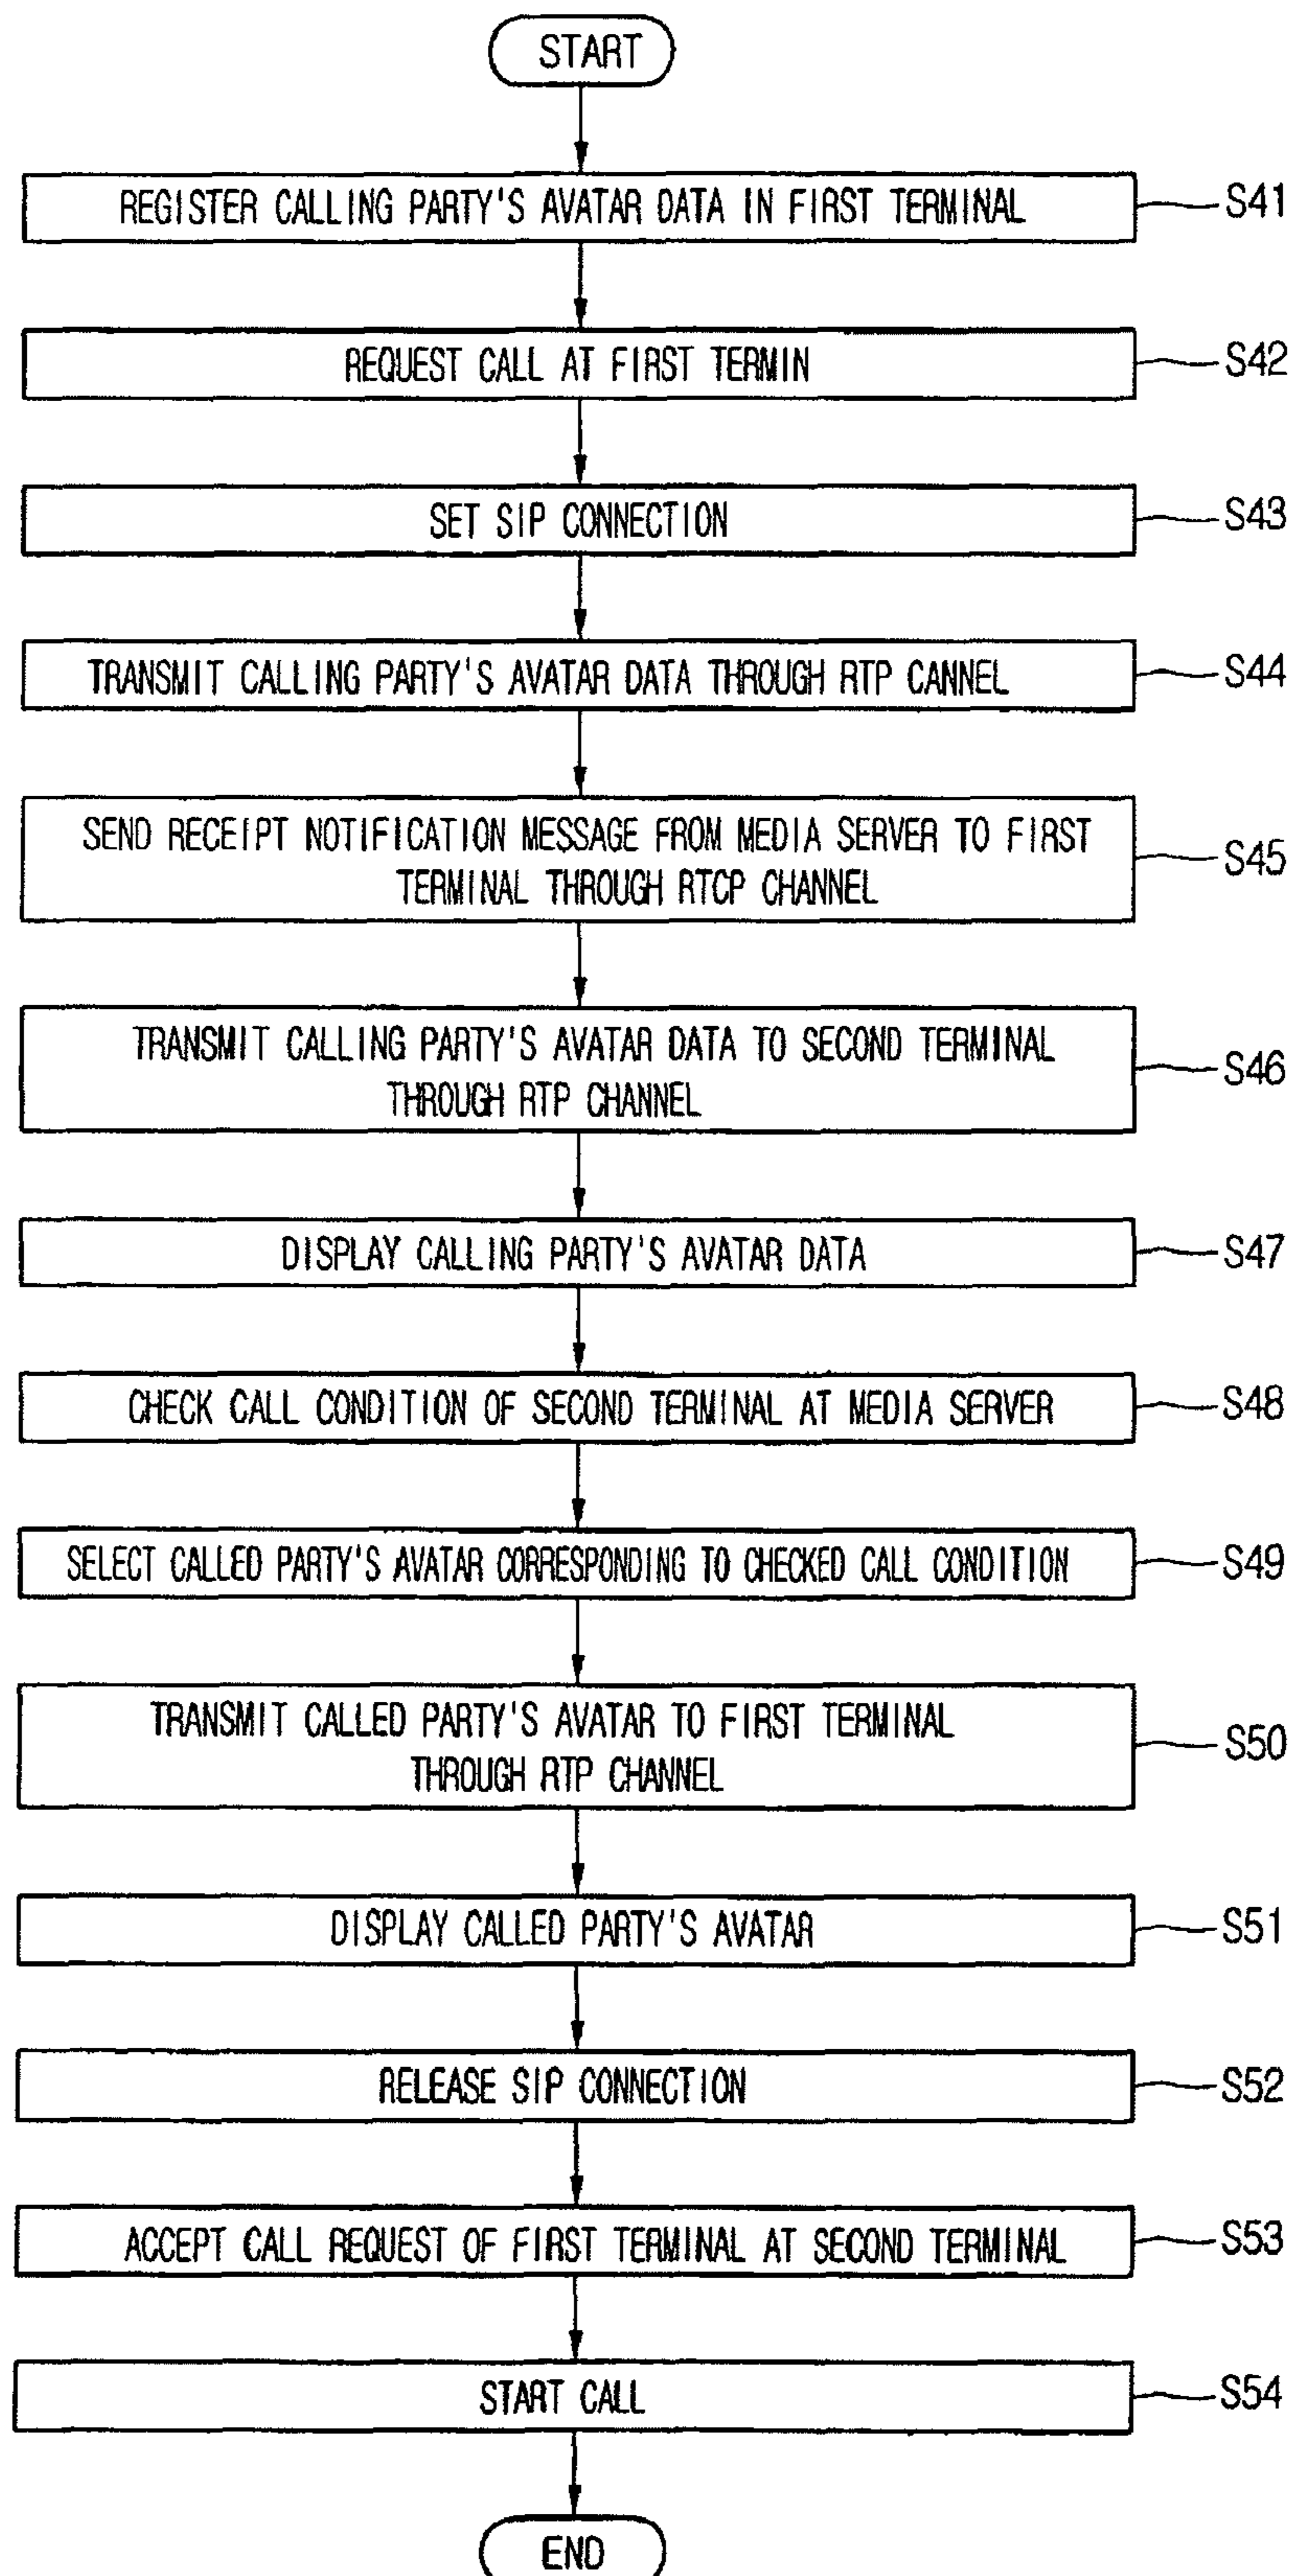 START
REGISTER CALLING PARTY'S AVATAR DATA IN FIRST TERMINAL
S41
REQUEST CALL AT FIRST TERMIN
S42
SET SIP CONNECTION
S43
TRANSMIT CALLING PARTY'S AVATAR DATA THROUGH RTP CANNEL
S44
SEND RECEIPT NOTIFICATION MESSAGE FROM MEDIA SERVER TO FIRST
TERMINAL THROUGH RTCP CHANNEL
S45
TRANSMIT CALLING PARTY'S AVATAR DATA TO SECOND TERMINAL
THROUGH RTP CHANNEL
S46
DISPLAY CALLING PARTY'S AVATAR DATA
S47
CHECK CALL CONDITION OF SECOND TERMINAL AT MEDIA SERVER
S48
SELECT CALLED PARTY'S AVATAR CORRESPONDING TO CHECKED CALL CONDITION
S49
TRANSMIT CALLED PARTY'S AVATAR TO FIRST TERMINAL
THROUGH RTP CHANNEL
S50
DISPLAY CALLED PARTY'S AVATAR
S51
RELEASE SIP CONNECTION
S52
ACCEPT CALL REQUEST OF FIRST TERMINAL AT SECOND TERMINAL
S53
START CALL
S54
END